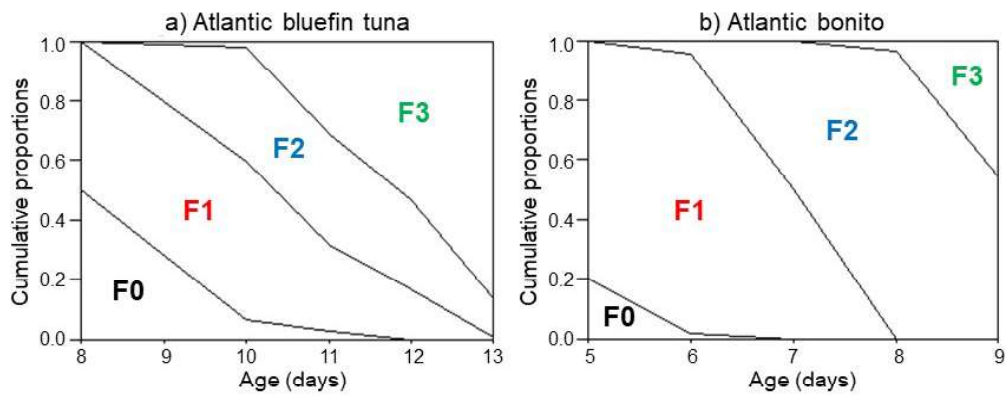 a) Atlantic bluefin tuna
Cumulative proportions
1.0
0.8
0.6
0.4
0.2
0.0
F0
F1
F2
F3
8 9 10 11 12 13
Age (days)
b) Atlantic bonito
Cumulative proportions
1.0
0.8
0.6
0.4
0.2
0.0
F0
F1
F2
F3
5 6 7 8 9
Age (days)